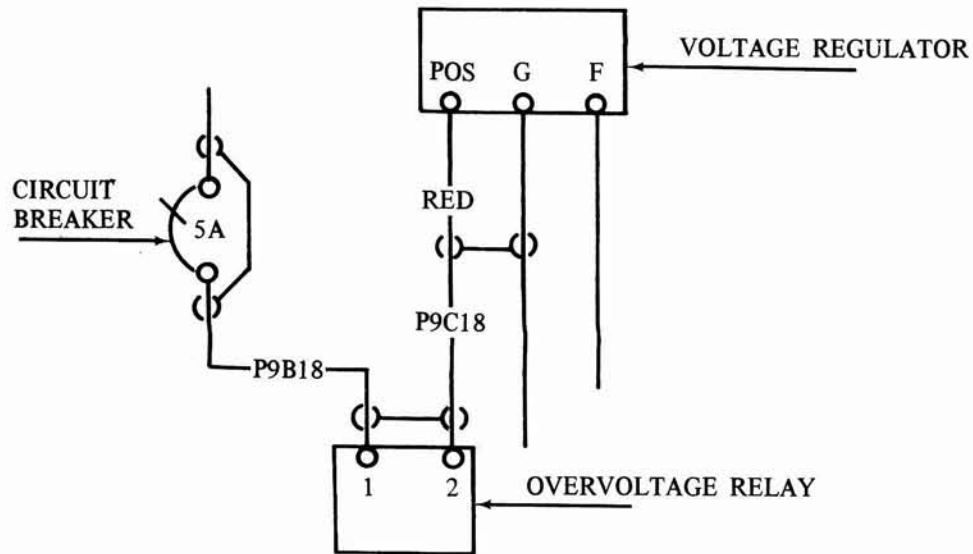 VOLTAGE REGULATOR
POS G F
CIRCUIT
BREAKER
5A
RED
P9C18
P9B18
1 2
OVERVOLTAGE RELAY